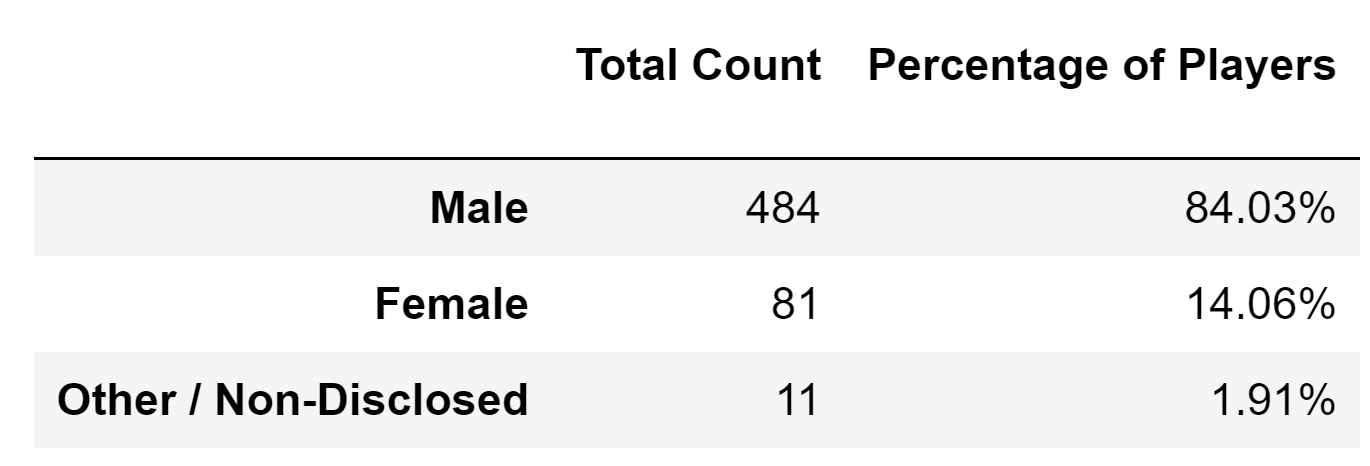 Total Count Percentage of Players
Male 484 84.03%
Female 81 14.06%
Other / Non-Disclosed 11 1.91%